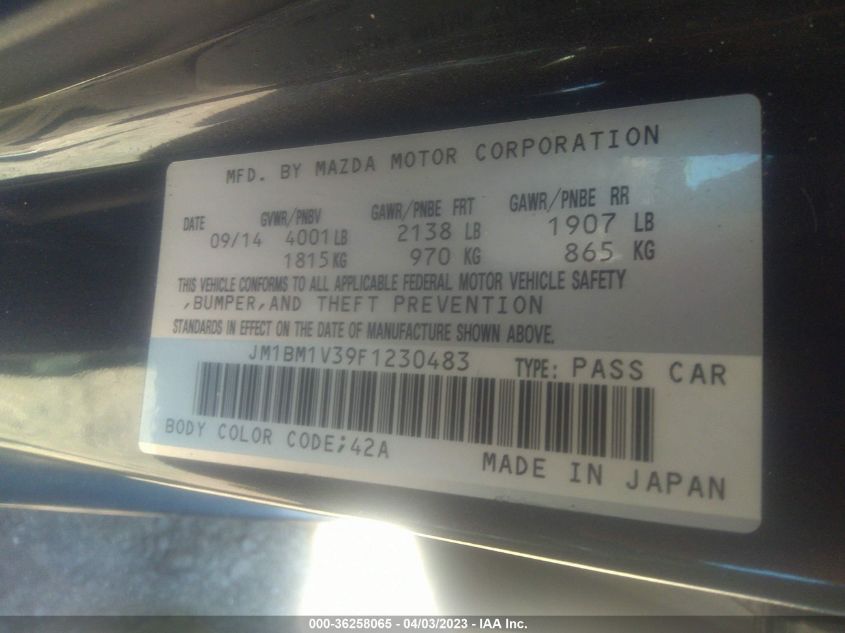 MFD. BY MAZDA MOTOR CORPORATION
DATE GVWR/PNBV GAWR/PNBE FRT GAWR/PNBE RR
09/14 4001 LB 2138 LB 1907 LB
1815 KG 970 KG 865 KG
THIS VEHICLE CONFORMS TO ALL APPLICABLE FEDERAL MOTOR VEHICLE SAFETY
,BUMPER,AND THEFT PREVENTION
STANDARDS IN EFFECT ON THE DATE OF MANUFACTURE SHOWN ABOVE.
JM1BM1V39F1230483 TYPE: PASS CAR
BODY COLOR CODE;42A
MADE IN JAPAN
000-36258065 - 04/03/2023 - IAA Inc.